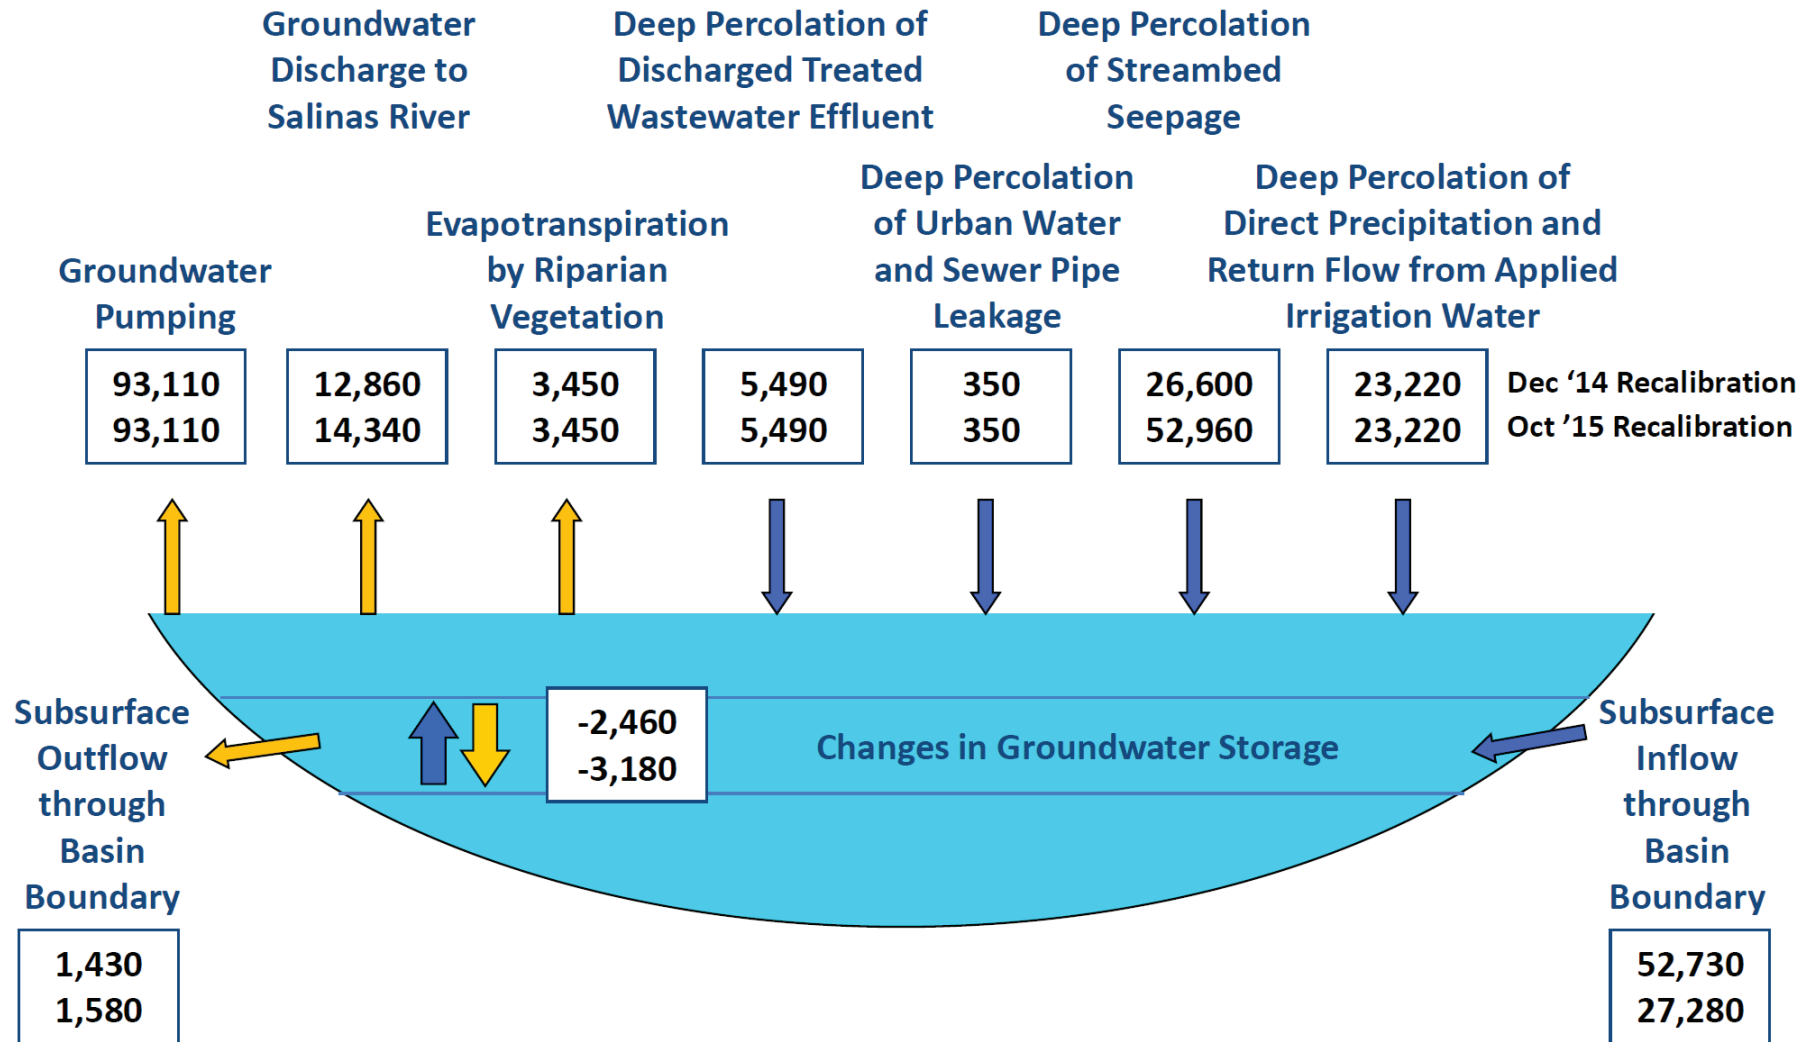 Groundwater
Discharge to
Salinas River
Deep Percolation of
Discharged Treated
Wastewater Effluent
Deep Percolation
of Streambed
Seepage
Groundwater
Pumping
Evapotranspiration
by Riparian
Vegetation
Deep Percolation
of Urban Water
and Sewer Pipe
Leakage
Deep Percolation of
Direct Precipitation and
Return Flow from Applied
Irrigation Water
93,110
93,110
12,860
14,340
3,450
3,450
5,490
5,490
350
350
26,600
52,960
23,220
23,220
Dec ‘14 Recalibration
Oct ’15 Recalibration
Subsurface
Outflow
through
Basin
Boundary
1,430
1,580
-2,460
-3,180
Changes in Groundwater Storage
Subsurface
Inflow
through
Basin
Boundary
52,730
27,280